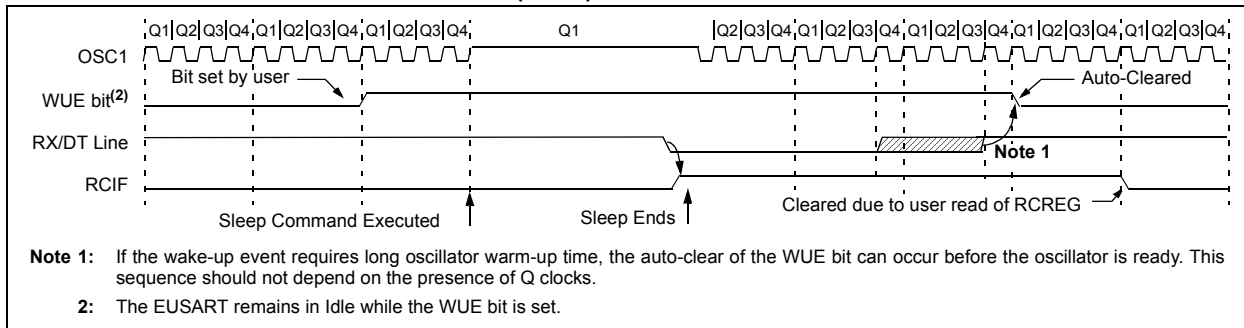 Q1 Q2 Q3 Q4 Q1 Q2 Q3 Q4 Q1 Q2 Q3 Q4 Q1 Q2 Q3 Q4 Q1 Q2 Q3 Q4 Q1 Q2 Q3 Q4 Q1 Q2 Q3 Q4 Q1 Q2 Q3 Q4
OSC1
Bit set by user
Auto-Cleared
WUE bit(2)
RX/DT Line
Note 1
RCIF
Sleep Command Executed
Sleep Ends
Cleared due to user read of RCREG
Note 1: If the wake-up event requires long oscillator warm-up time, the auto-clear of the WUE bit can occur before the oscillator is ready. This
sequence should not depend on the presence of Q clocks.
2: The EUSART remains in Idle while the WUE bit is set.